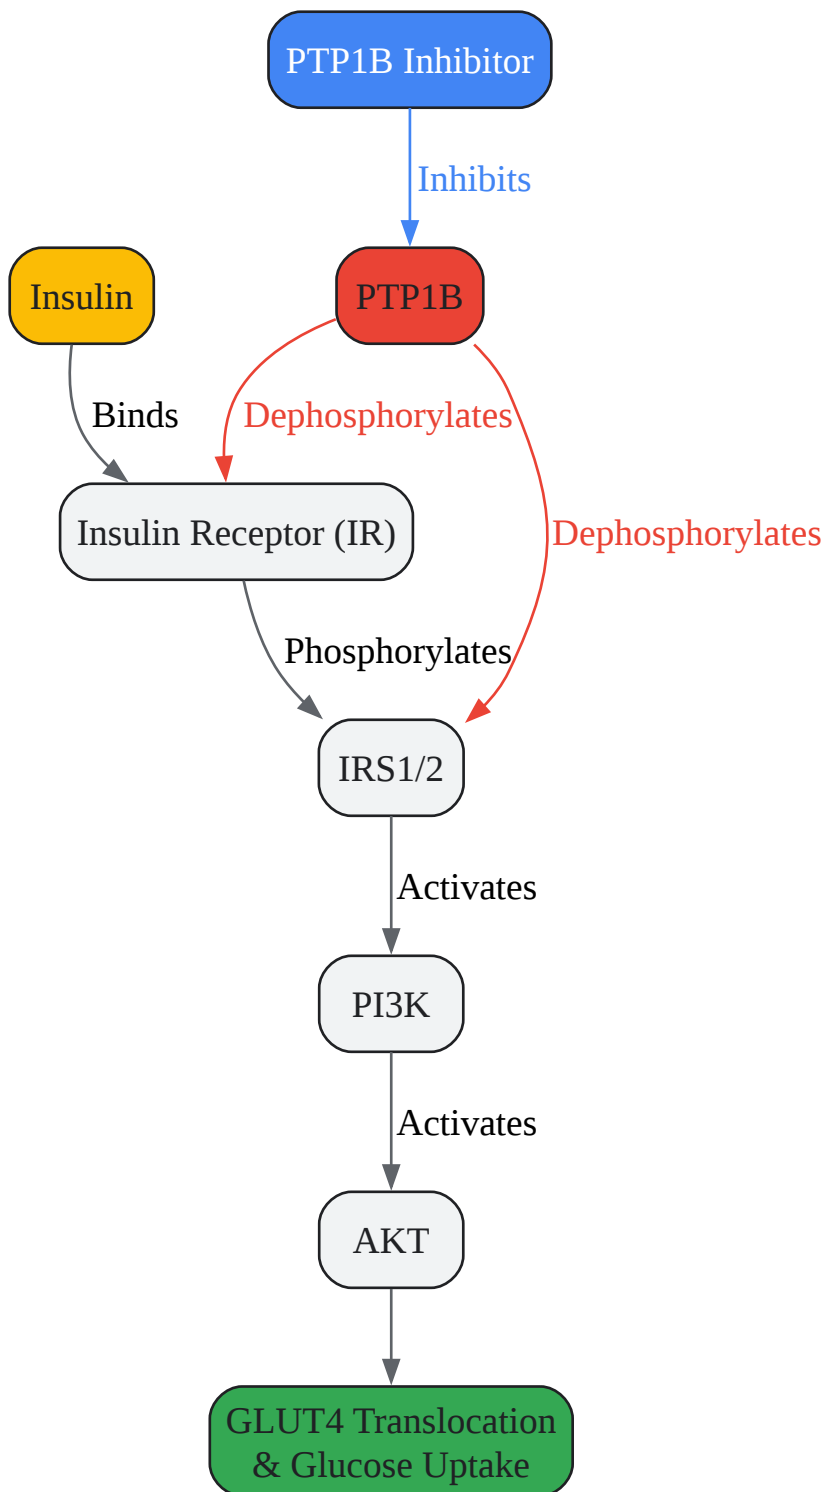 PTP1B Inhibitor
Inhibits
Insulin
PTP1B
Binds
Dephosphorylates
Insulin Receptor (IR)
Dephosphorylates
Phosphorylates
IRS1/2
Activates
PI3K
Activates
AKT
GLUT4 Translocation
& Glucose Uptake